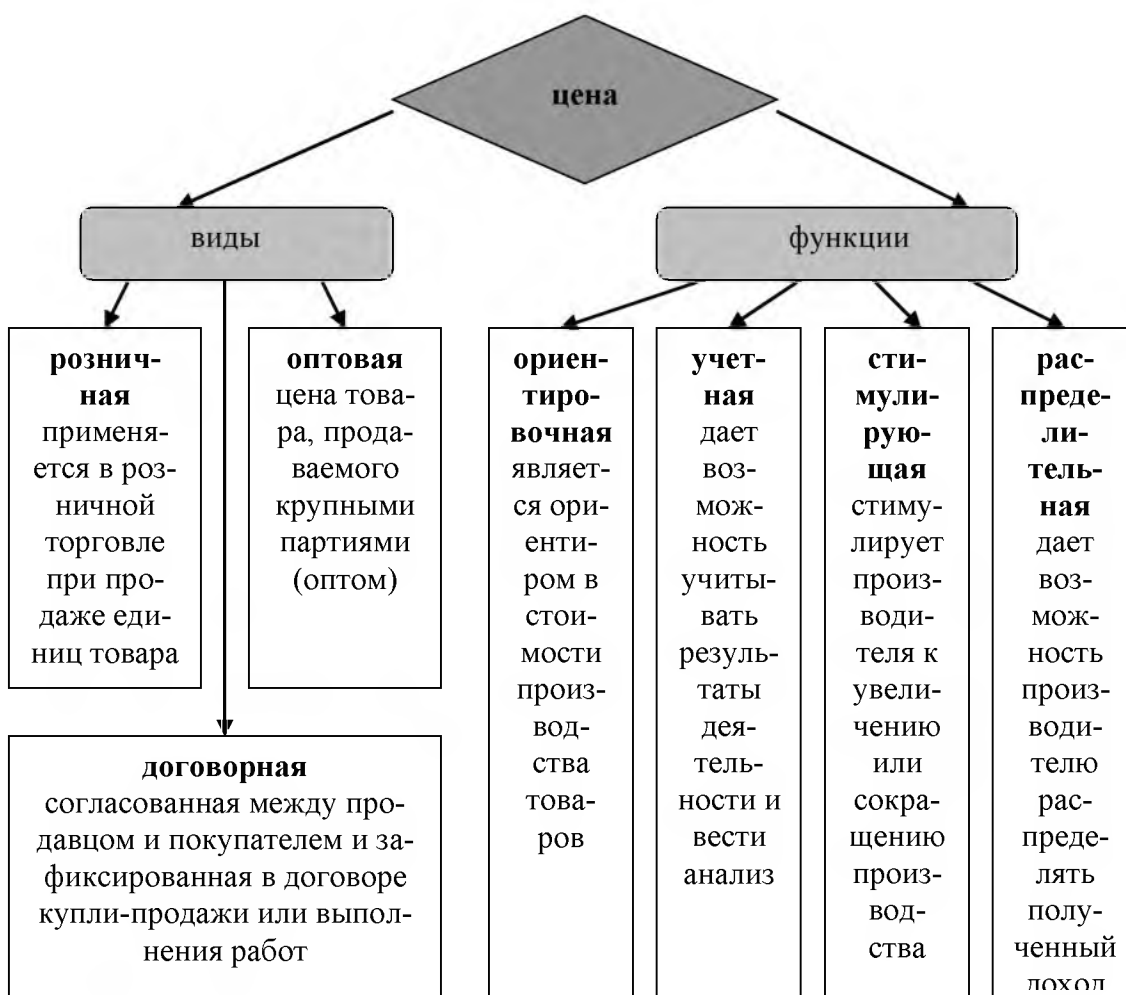 цена
виды
функции
рознич-
ная
применя-
ется в роз-
ничной
торговле
при про-
даже еди-
ниц товара
оптовая
цена това-
ра, прода-
ваемого
крупными
партиями
(оптом)
договорная
согласованная между про-
давцом и покупателем и за-
фиксированная в договоре
купли-продажи или выпол-
нения работ
ориен-
тиро-
вочная
являет-
ся ори-
енти-
ром в
стои-
мости
произ-
вод-
ства
това-
ров
учет-
ная
дает
воз-
мож-
ность
учиты-
вать
резуль-
таты
дея-
тель-
ности и
вести
анализ
сти-
мули-
рую-
щая
стиму-
лирует
произ-
води-
теля к
увели-
чению
или
сокра-
щению
произ-
вод-
ства
рас-
преде-
ли-
тель-
ная
дает
воз-
мож-
ность
произ-
води-
телю
рас-
преде-
лять
полу-
ченный
доход